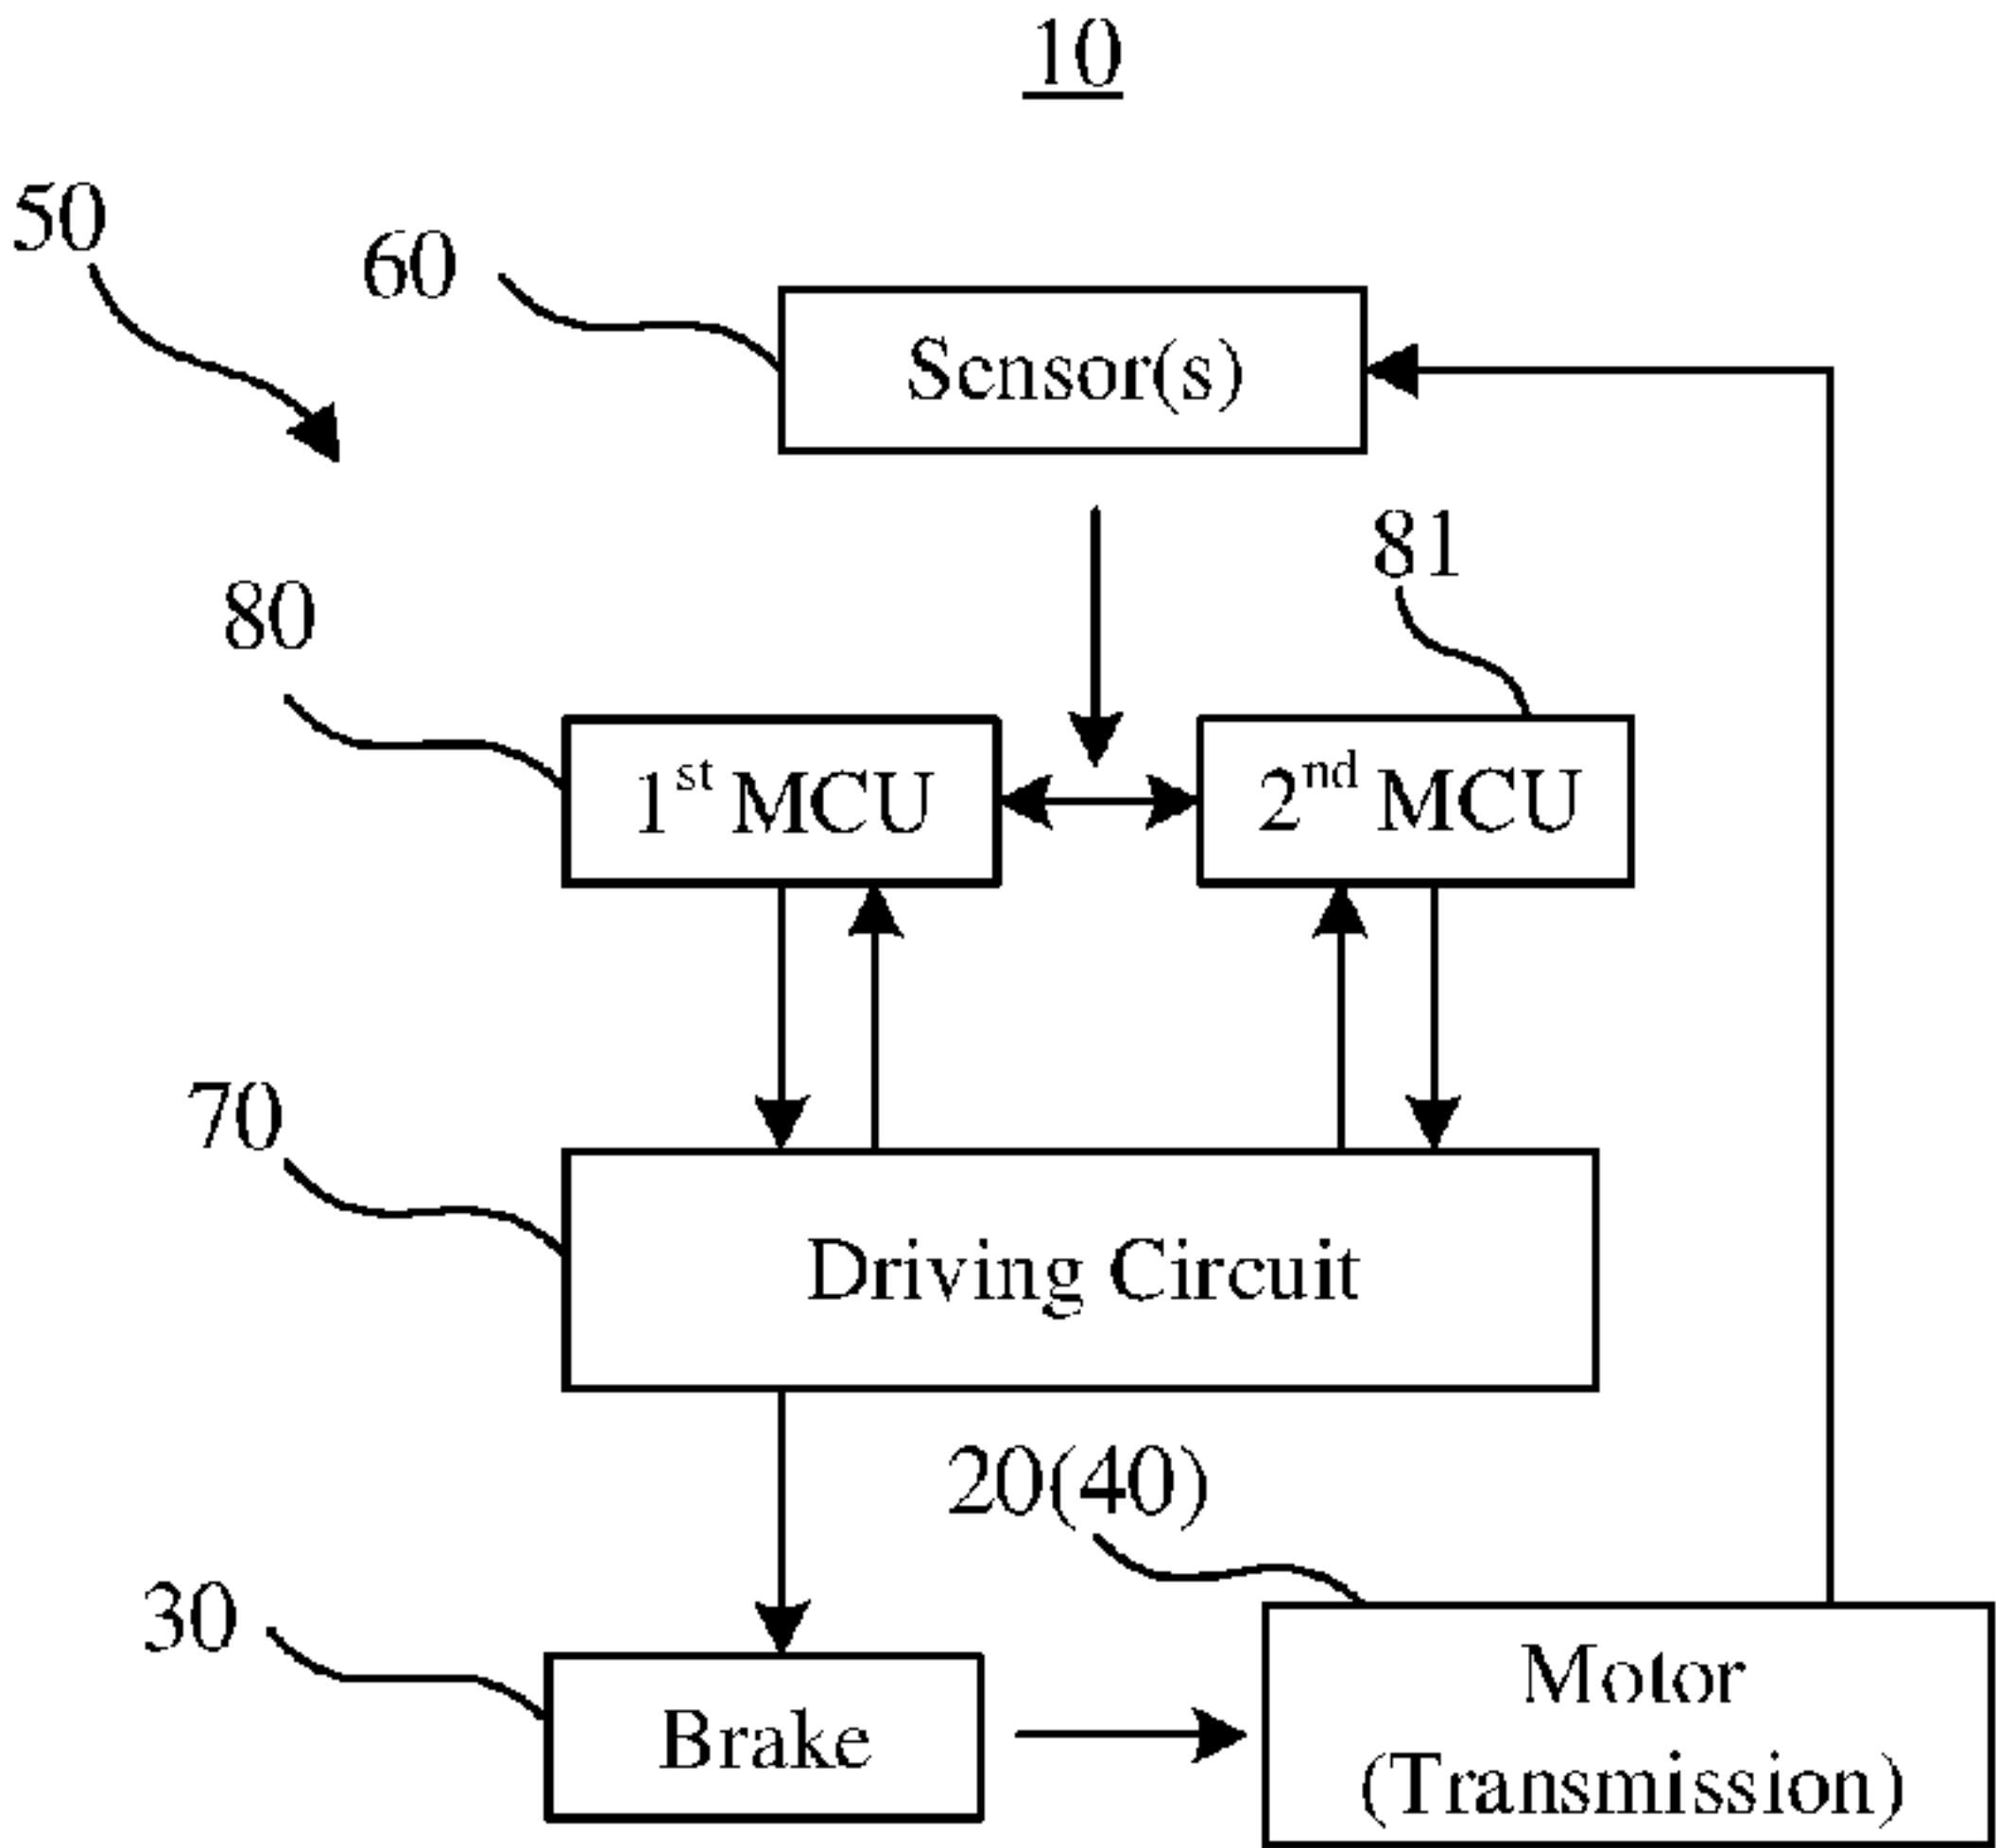 10
50
60
Sensor(s)
81
80
1st MCU
2nd MCU
70
Driving Circuit
20(40)
30
Brake
Motor
(Transmission)